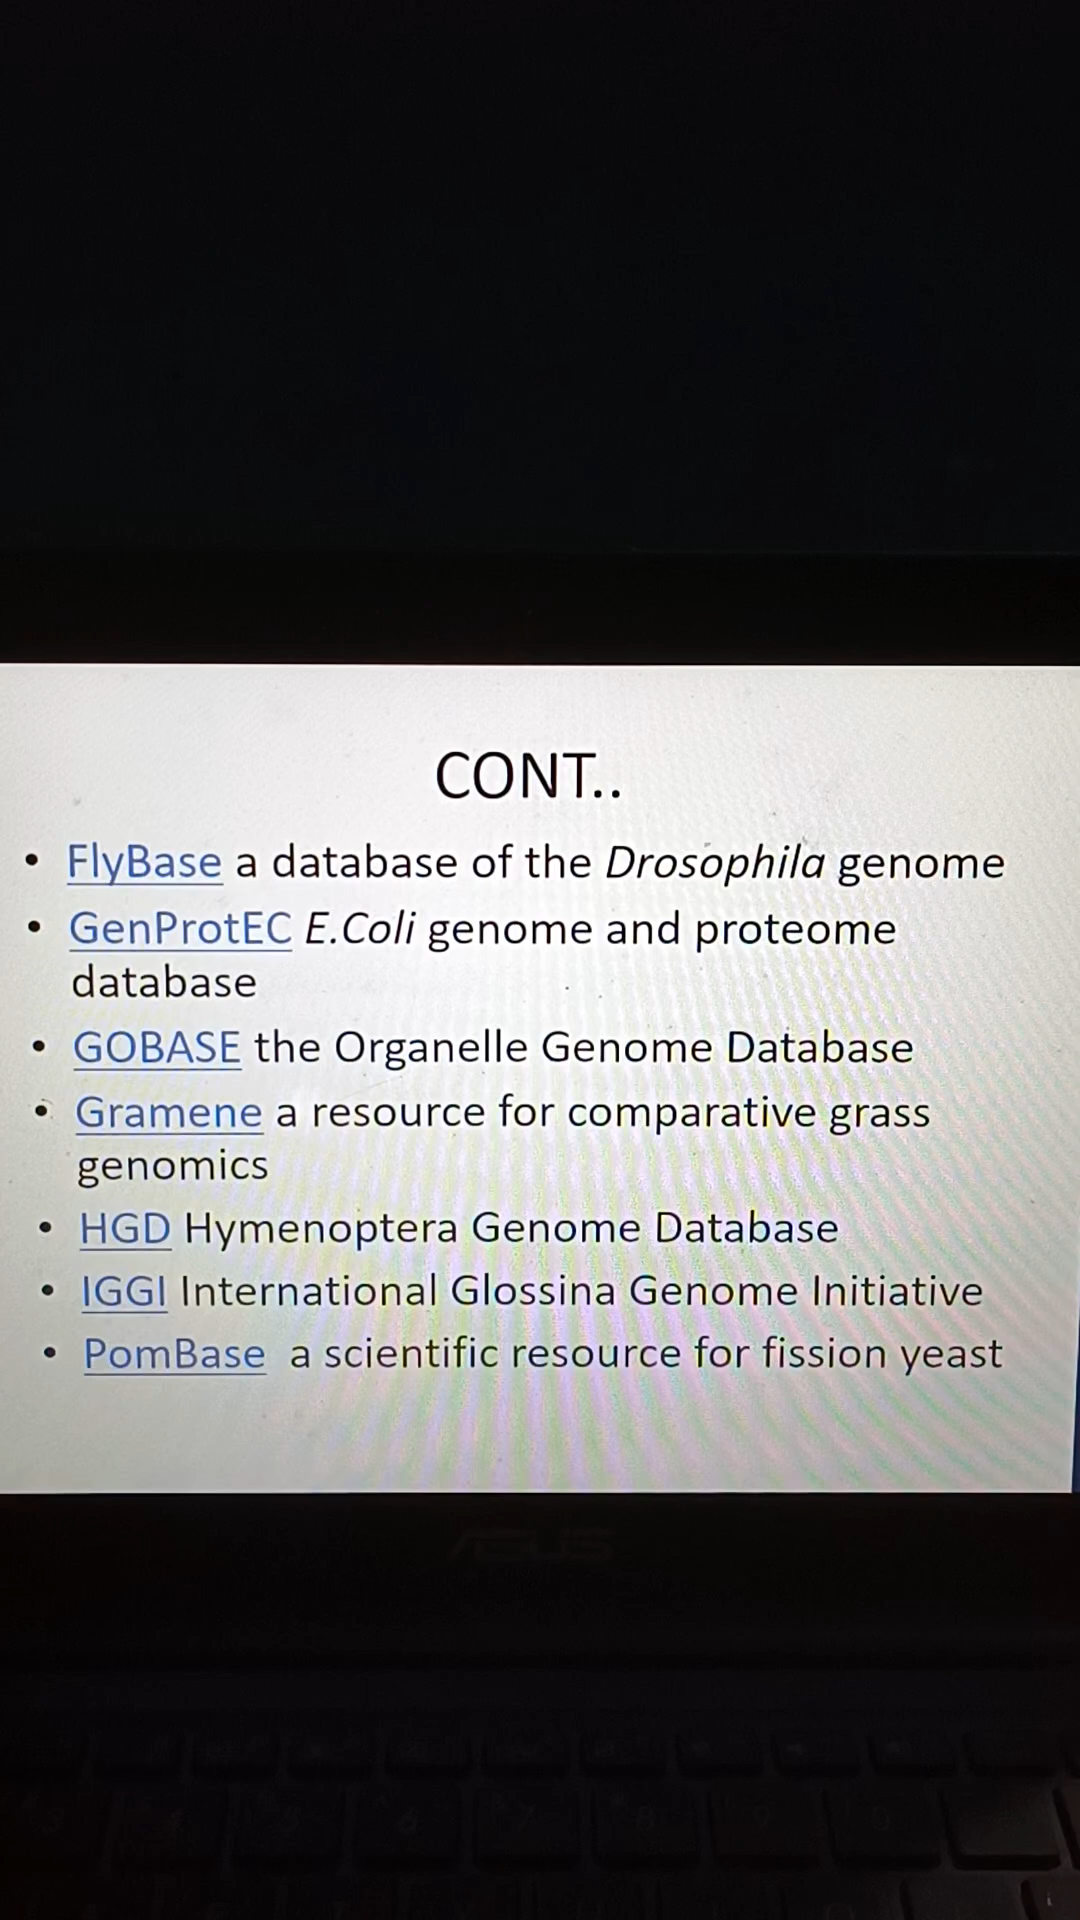 CONT..
• FlyBase a database of the Drosophila genome
• GenProtEC E.Coli genome and proteome
database
• GOBASE the Organelle Genome Database
• Gramene a resource for comparative grass
genomics
• HGD Hymenoptera Genome Database
• IGGI International Glossina Genome Initiative
• PomBase a scientific resource for fission yeast
ASUS